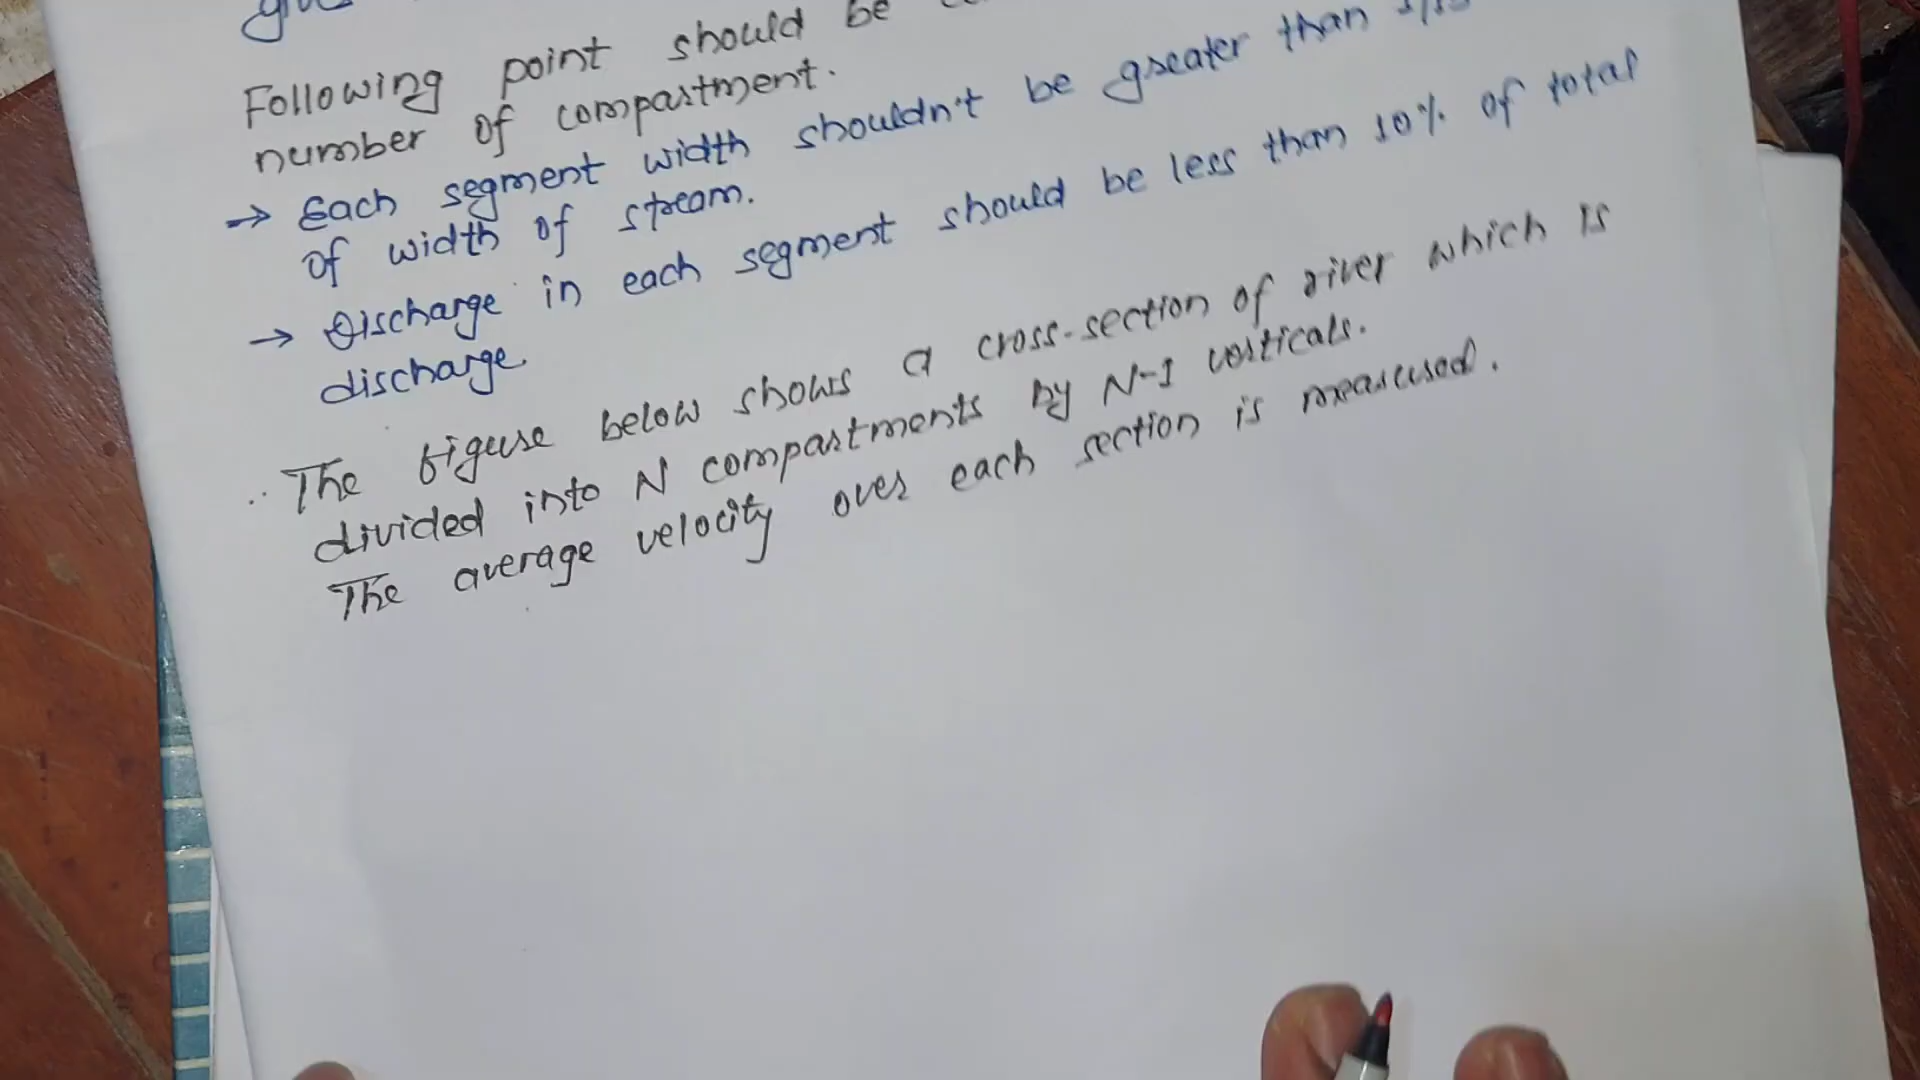 Following point should be
number of compartment.
→ Each segment width shouldn't be greater than
of width of stream.
→ Discharge in each segment should be less than 10% of total
discharge.
The figure below shows a cross-section of river which is
divided into N compartments by N-1 verticals.
The average velocity over each section is measured.